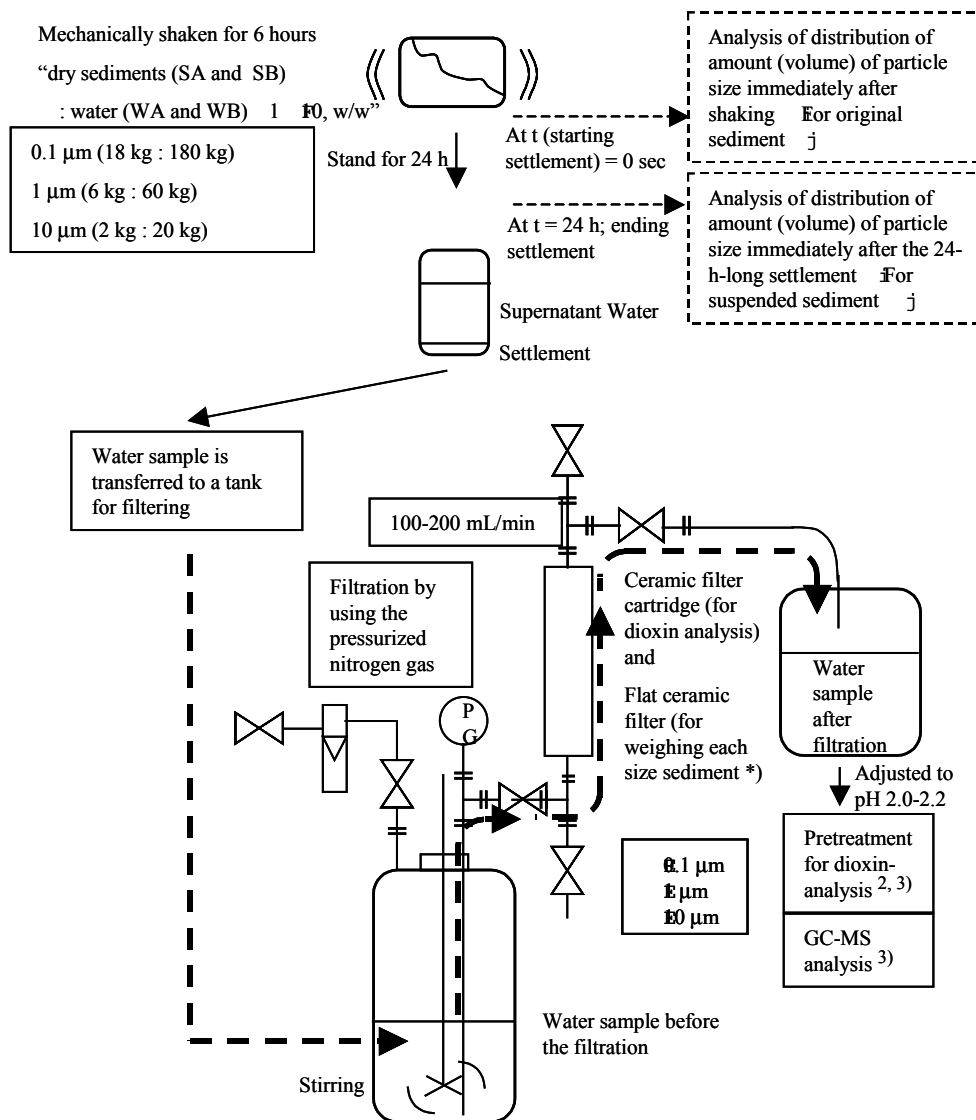 Mechanically shaken for 6 hours
“dry sediments (SA and SB)
: water (WA and WB) 1 10, w/w”
0.1 µm (18 kg : 180 kg)
1 µm (6 kg : 60 kg)
10 µm (2 kg : 20 kg)
Stand for 24 h
At t (starting
settlement) = 0 sec
Analysis of distribution of
amount (volume) of particle
size immediately after
shaking For original
sediment j
At t = 24 h; ending
settlement
Analysis of distribution of
amount (volume) of particle
size immediately after the 24-
h-long settlement For
suspended sediment j
Supernatant Water
Settlement
Water sample is
transferred to a tank
for filtering
100-200 mL/min
Filtration by
using the
pressurized
nitrogen gas
P
G
Ceramic filter
cartridge (for
dioxin analysis)
and
Flat ceramic
filter (for
weighing each
size sediment *)
Water
sample
after
filtration
Adjusted to
pH 2.0-2.2
0.1 µm
1 µm
10 µm
Pretreatment
for dioxin-
analysis 2, 3)
GC-MS
analysis 3)
Water sample before
the filtration
Stirring